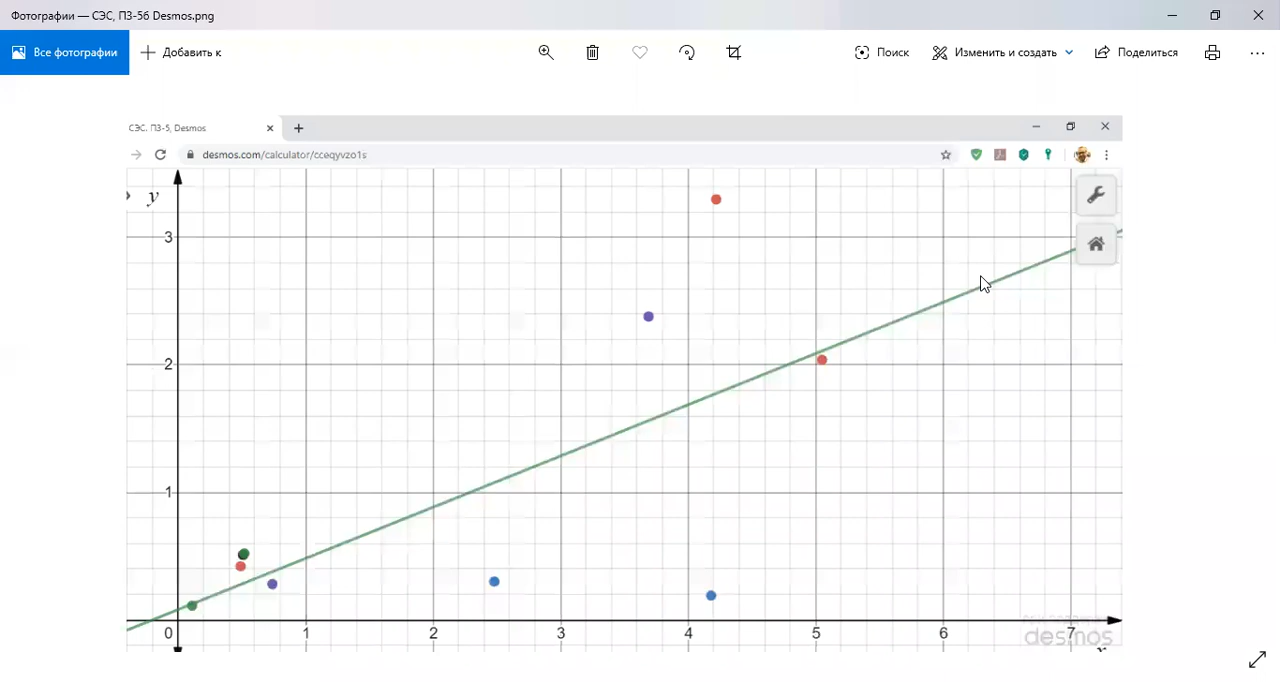 Фотографии — СЭС, ПЗ-5б Desmos.png
Все фотографии
Добавить к
Поиск
Изменить и создать
Поделиться
СЭС. ПЗ-5, Desmos
desmos.com/calculator/cceqyvzo1s
y
3
2
1
0 1 2 3 4 5 6 7
desmos